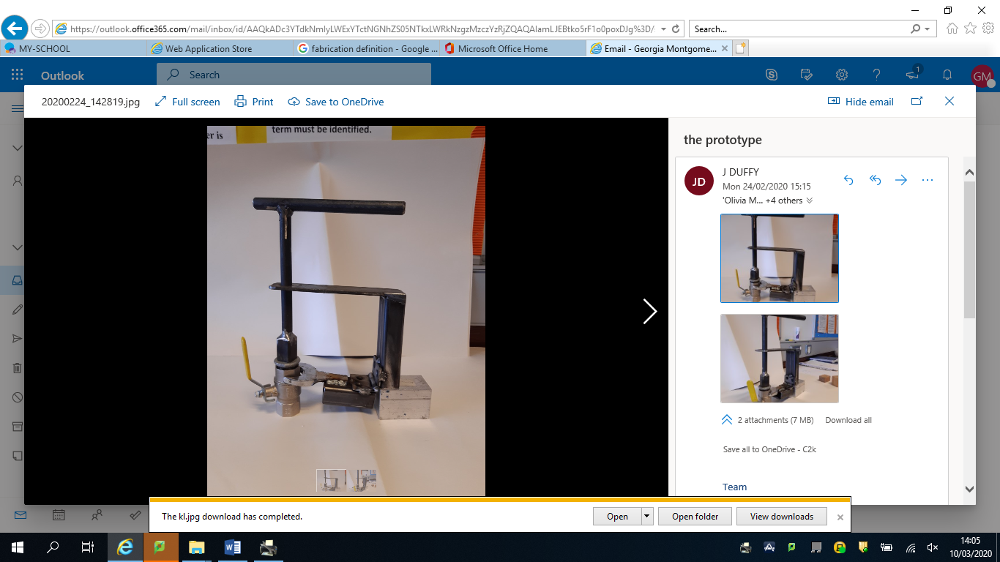 https://outlook.office365.com/mail/inbox/id/AAQkADc3YTdkNmIyLWExYTctNGNhZS05NTkxLWRkNzgzMzczYzRjZQAQAIamLJEBtko5rF1o0poxDJg%3D/
Search...
MY-SCHOOL
Web Application Store
fabrication definition - Google ...
Microsoft Office Home
Email - Georgia Montgome...
Outlook
Search
1
GM
20200224_142819.jpg
Full screen
Print
Save to OneDrive
Hide email
er is
term must be identified.
the prototype
JD
J DUFFY
Mon 24/02/2020 15:15
'Olivia M... +4 others
2 attachments (7 MB)
Download all
Save all to OneDrive - C2k
Team
The kl.jpg download has completed.
Open
Open folder
View downloads
14:05
10/03/2020